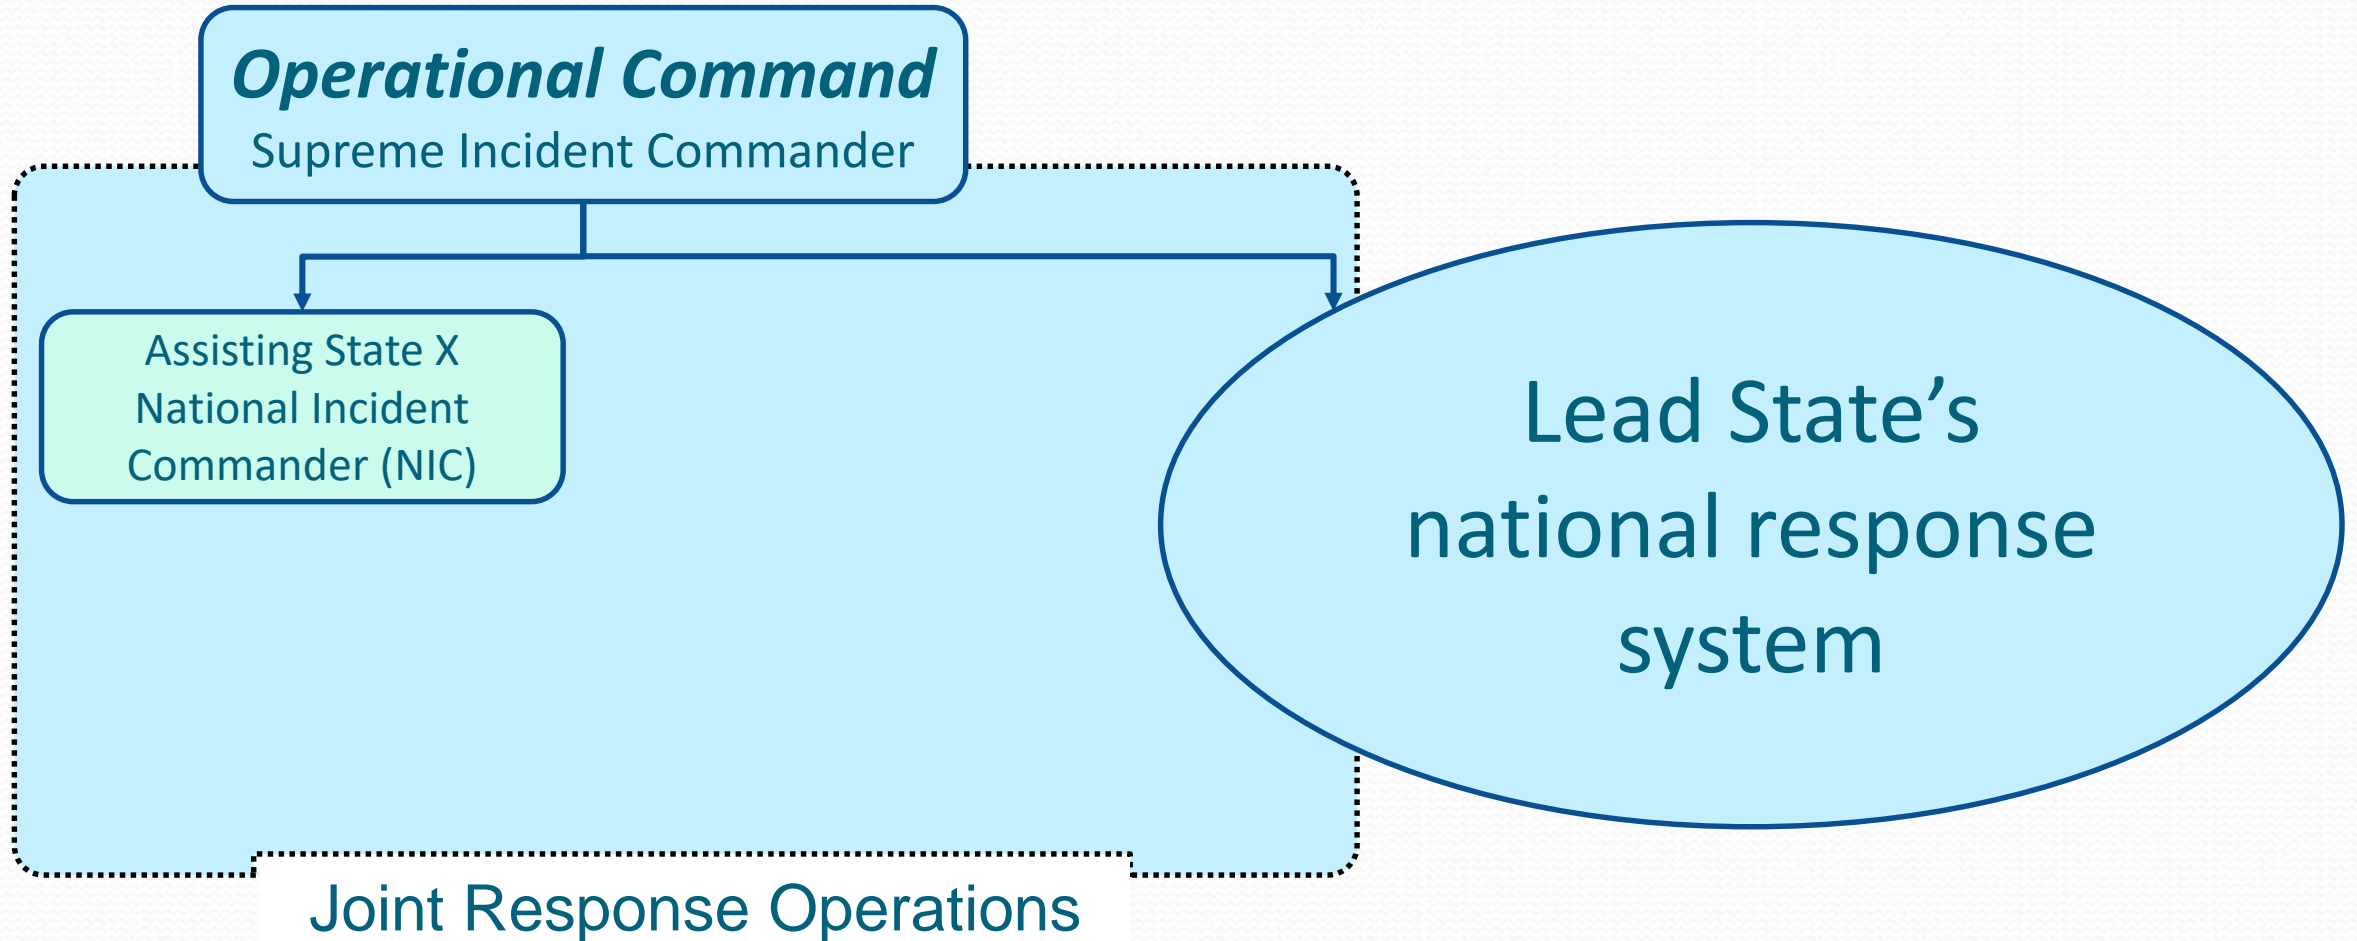 Operational Command
Supreme Incident Commander
Assisting State X
National Incident
Commander (NIC)
Lead State’s
national response
system
Joint Response Operations